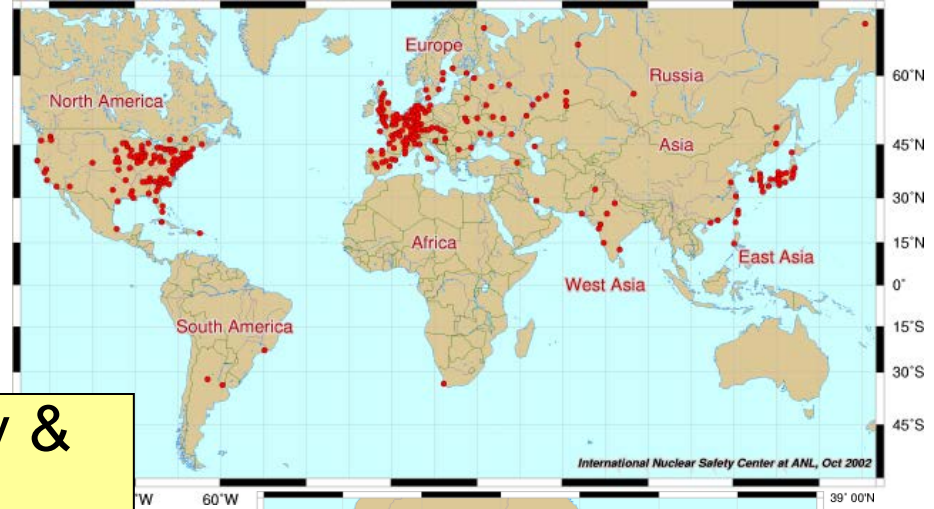 Europe
60°N
Russia
North America
45°N
Asia
30°N
15°N
Africa
East Asia
0°
West Asia
South America
15°S
30°S
&
45°S
International Nuclear Safety Center at ANL, Oct 2002
60°W
39° 00'N